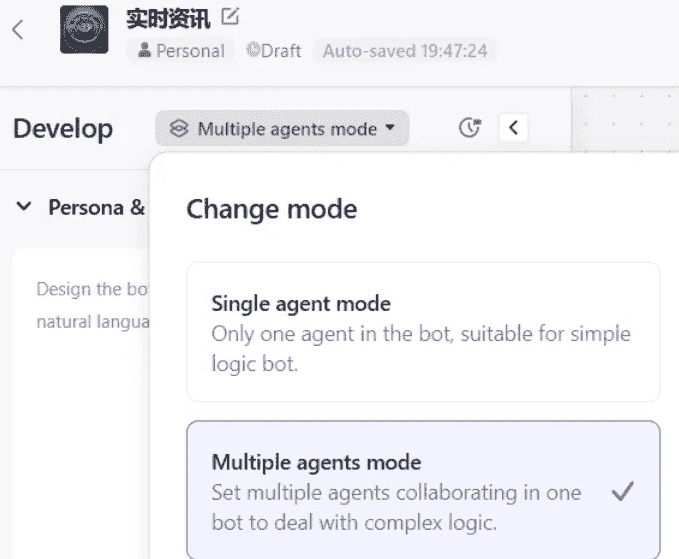 实时资讯
Personal Draft Auto-saved 19:47:24
Develop Multiple agents mode
Persona &
Change mode
Design the bo
natural langua
Single agent mode
Only one agent in the bot, suitable for simple
logic bot.
Multiple agents mode
Set multiple agents collaborating in one
bot to deal with complex logic.